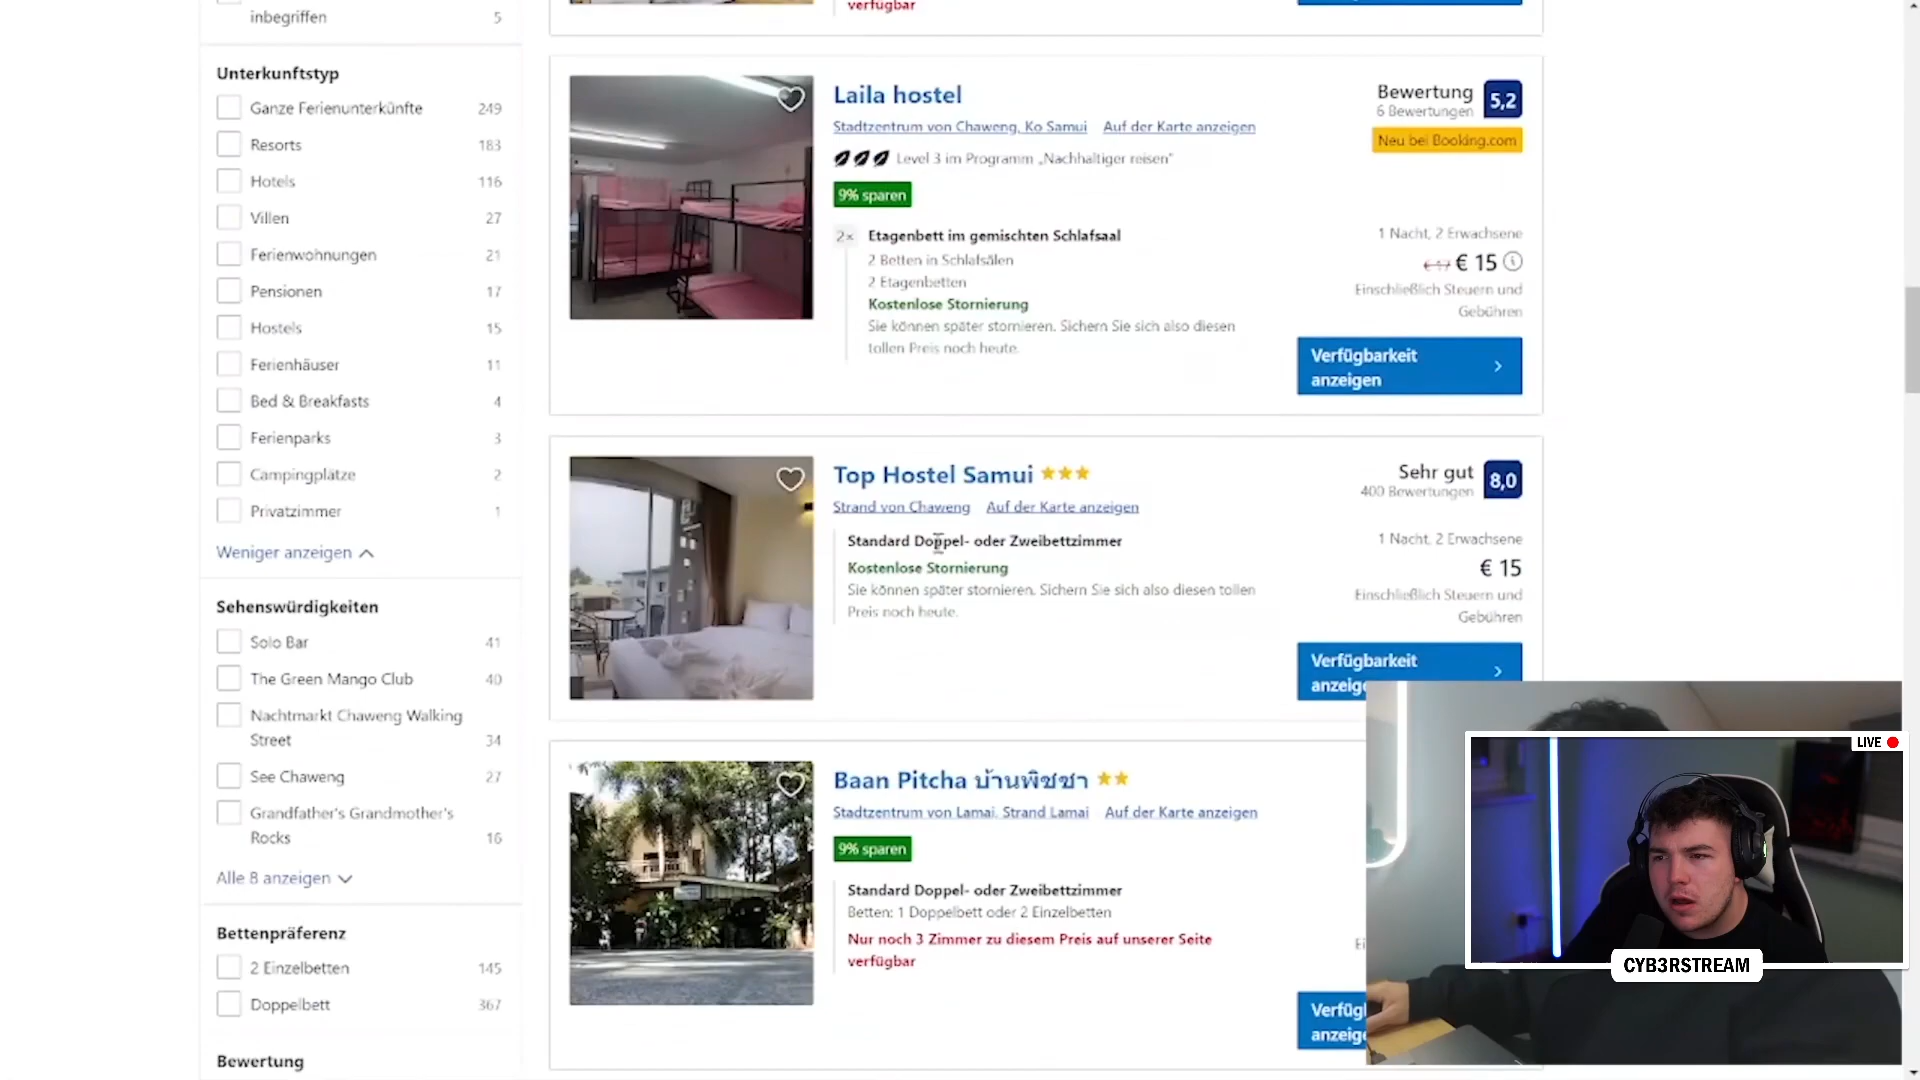 inbegriffen 5
Unterkunftstyp
Ganze Ferienunterkünfte 249
Resorts 183
Hotels 116
Villen 27
Ferienwohnungen 21
Pensionen 17
Hostels 15
Ferienhäuser 11
Bed & Breakfasts 4
Ferienparks 3
Campingplätze 2
Privatzimmer 1
Weniger anzeigen
Sehenswürdigkeiten
Solo Bar 41
The Green Mango Club 40
Nachtmarkt Chaweng Walking
Street 34
See Chaweng 27
Grandfather's Grandmother's
Rocks 16
Alle 8 anzeigen
Bettenpräferenz
2 Einzelbetten 145
Doppelbett 367
Bewertung
verfügbar
Laila hostel
Stadtzentrum von Chaweng, Ko Samui Auf der Karte anzeigen
Level 3 im Programm „Nachhaltiger reisen"
9% sparen
2× Etagenbett im gemischten Schlafsaal
2 Betten in Schlafsälen
2 Etagenbetten
Kostenlose Stornierung
Sie können später stornieren. Sichern Sie sich also diesen
tollen Preis noch heute.
Bewertung 5,2
6 Bewertungen
Neu bei Booking.com
1 Nacht, 2 Erwachsene
€ 15
Einschließlich Steuern und
Gebühren
Verfügbarkeit
anzeigen
Top Hostel Samui
Strand von Chaweng Auf der Karte anzeigen
Standard Doppel- oder Zweibettzimmer
Kostenlose Stornierung
Sie können später stornieren. Sichern Sie sich also diesen tollen
Preis noch heute.
Sehr gut 8,0
400 Bewertungen
1 Nacht, 2 Erwachsene
€ 15
Einschließlich Steuern und
Gebühren
Verfügbarkeit
Baan Pitcha บ้านพิชชา
Stadtzentrum von Lamai, Strand Lamai Auf der Karte anzeigen
9% sparen
Standard Doppel- oder Zweibettzimmer
Betten: 1 Doppelbett oder 2 Einzelbetten
Nur noch 3 Zimmer zu diesem Preis auf unserer Seite
verfügbar
LIVE
CYB3RSTREAM